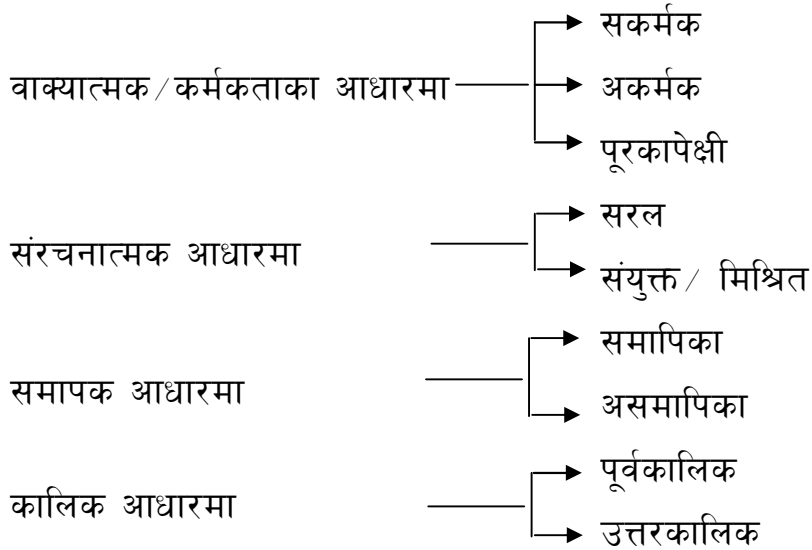 सकर्मक
वाक्यात्मक/कर्मकताका आधारमा
अकर्मक
पूरकापेक्षी
सरल
संरचनात्मक आधारमा
संयुक्त/ मिश्रित
समापिका
समापक आधारमा
असमापिका
पूर्वकालिक
कालिक आधारमा
उत्तरकालिक